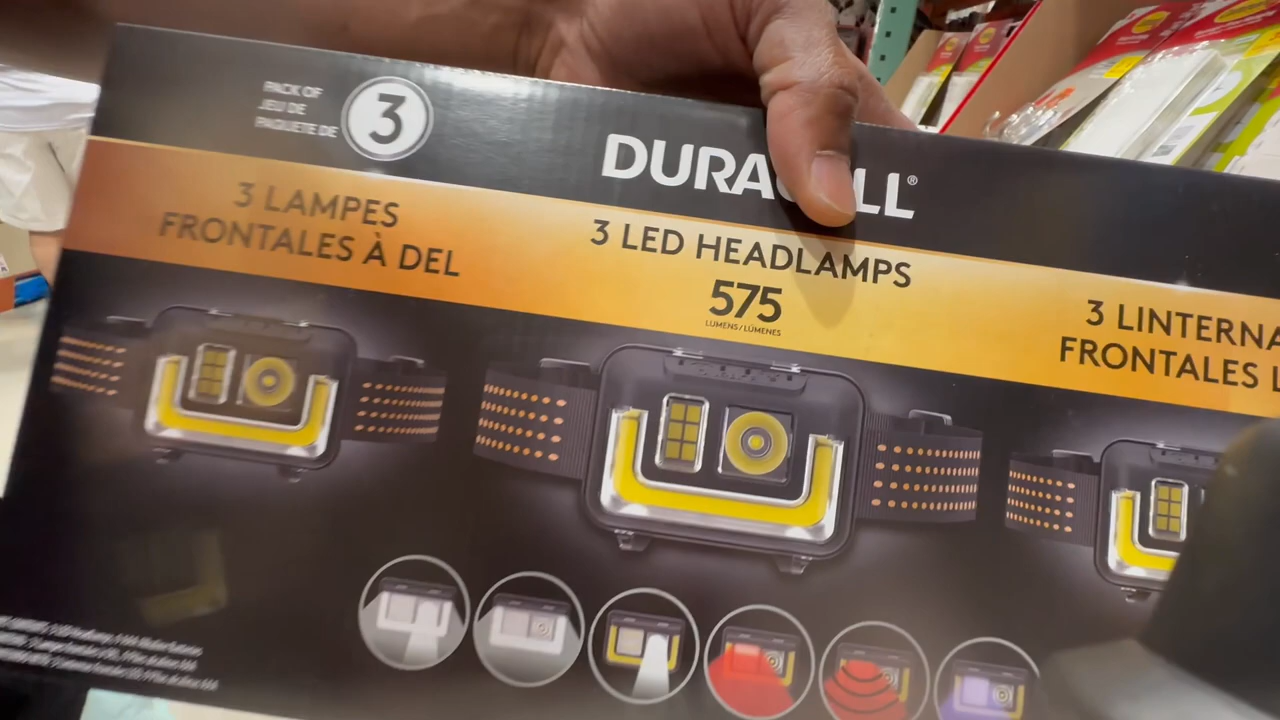 PACK OF
JEU DE
PAQUETE DE
3
DURACELL®
3 LAMPES
FRONTALES À DEL
3 LED HEADLAMPS
575
LUMENS/LÚMENES
3 LINTERNA
FRONTALES L